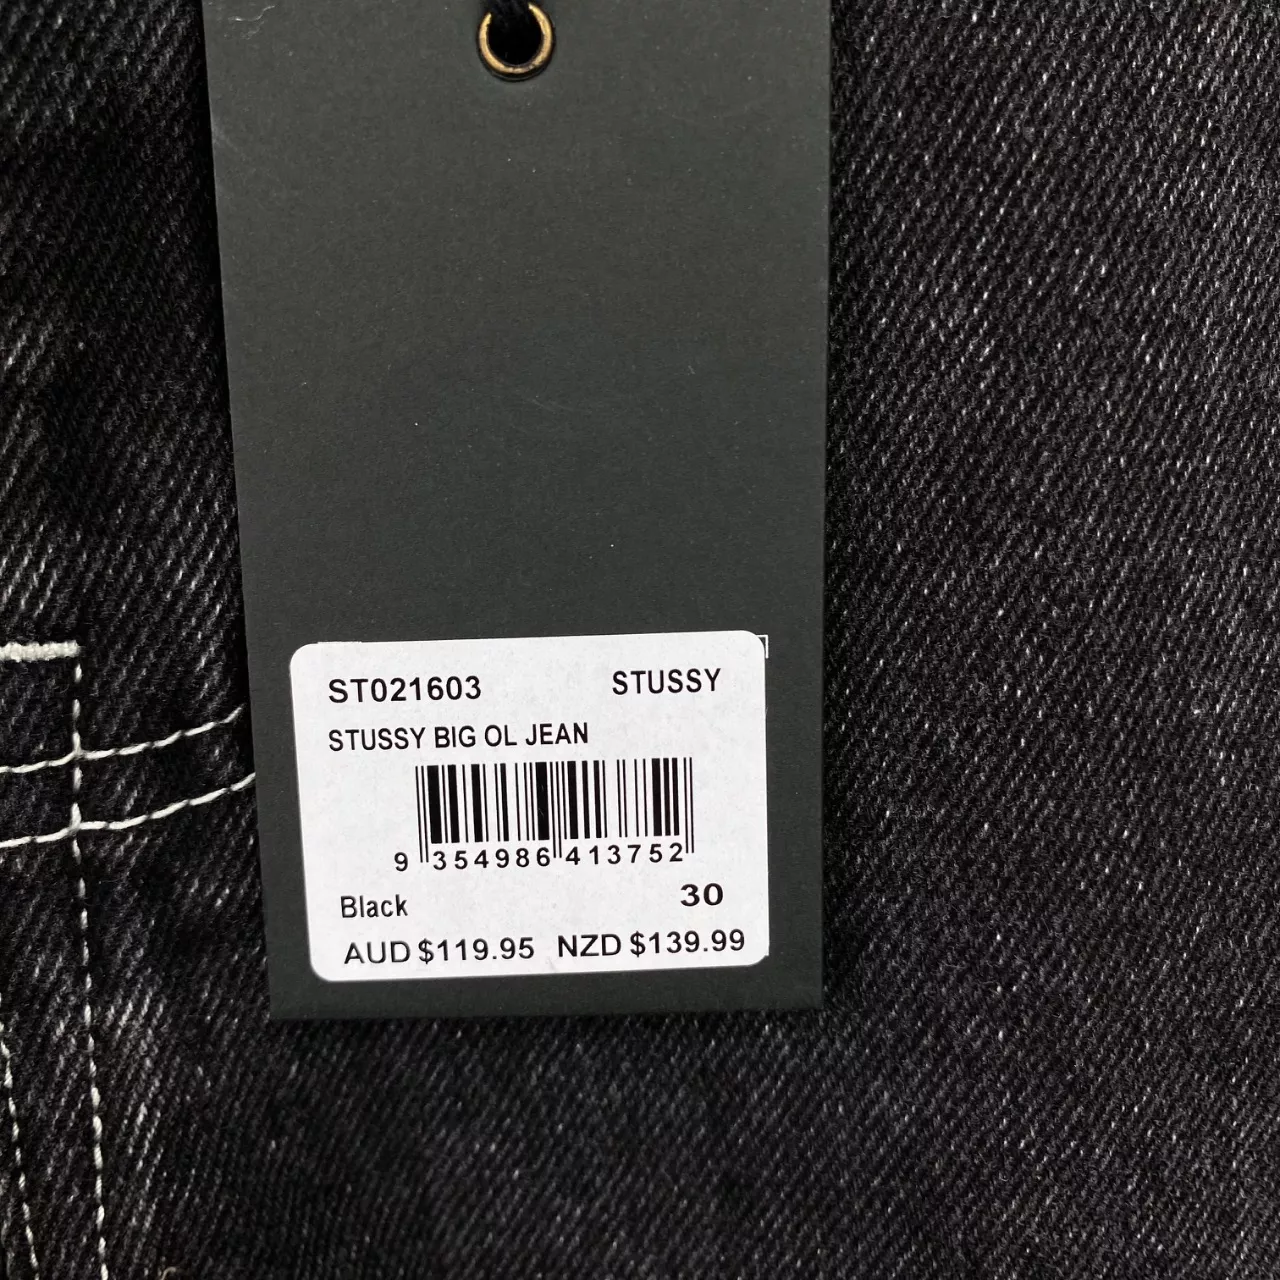 ST021603 STUSSY
STUSSY BIG OL JEAN
9 354986 413752
Black 30
AUD $119.95 NZD $139.99